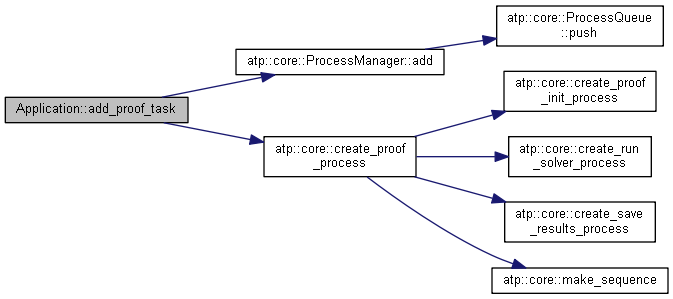 Application::add_proof_task
atp::core::ProcessManager::add
atp::core::ProcessQueue
::push
atp::core::create_proof
_process
atp::core::create_proof
_init_process
atp::core::create_run
_solver_process
atp::core::create_save
_results_process
atp::core::make_sequence